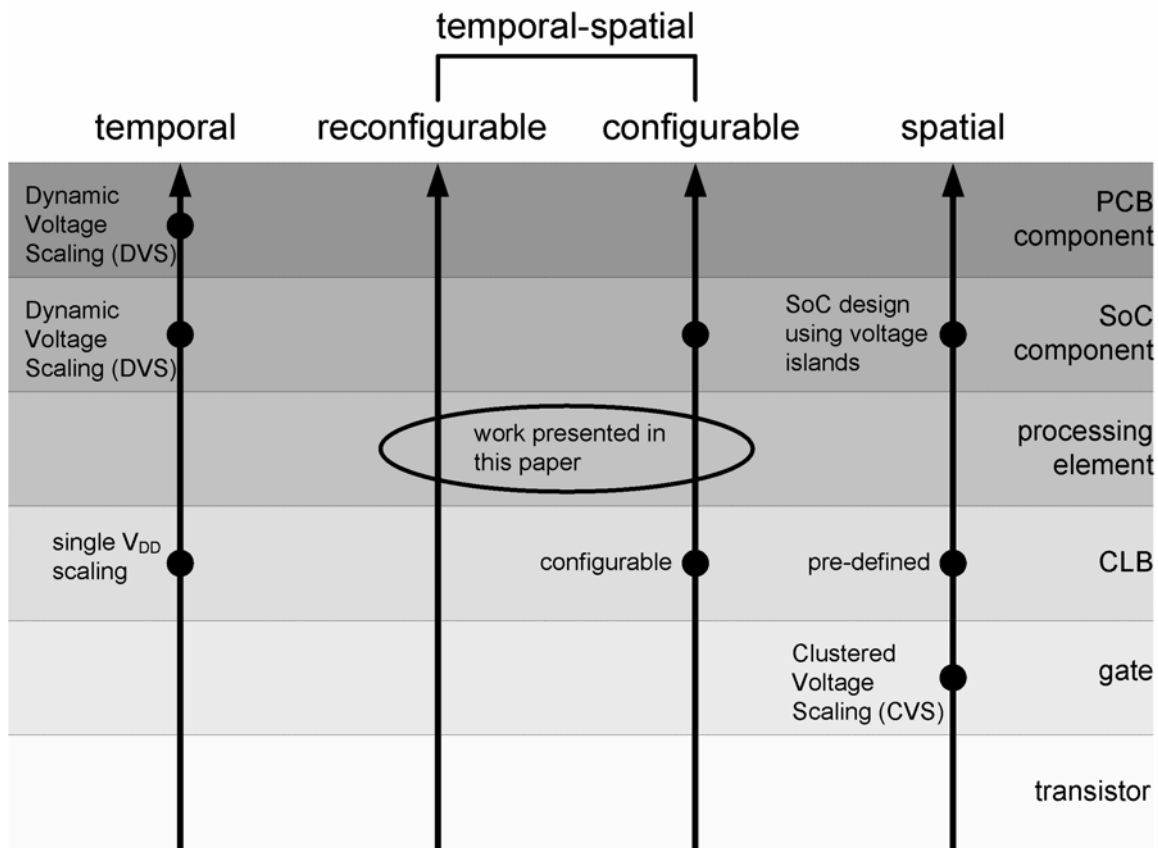 temporal-spatial
temporal reconfigurable configurable spatial
Dynamic
Voltage
Scaling (DVS)
PCB
component
Dynamic
Voltage
Scaling (DVS)
SoC design
using voltage
islands
SoC
component
work presented in
this paper
processing
element
single VDD
scaling
configurable
pre-defined
CLB
Clustered
Voltage
Scaling (CVS)
gate
transistor